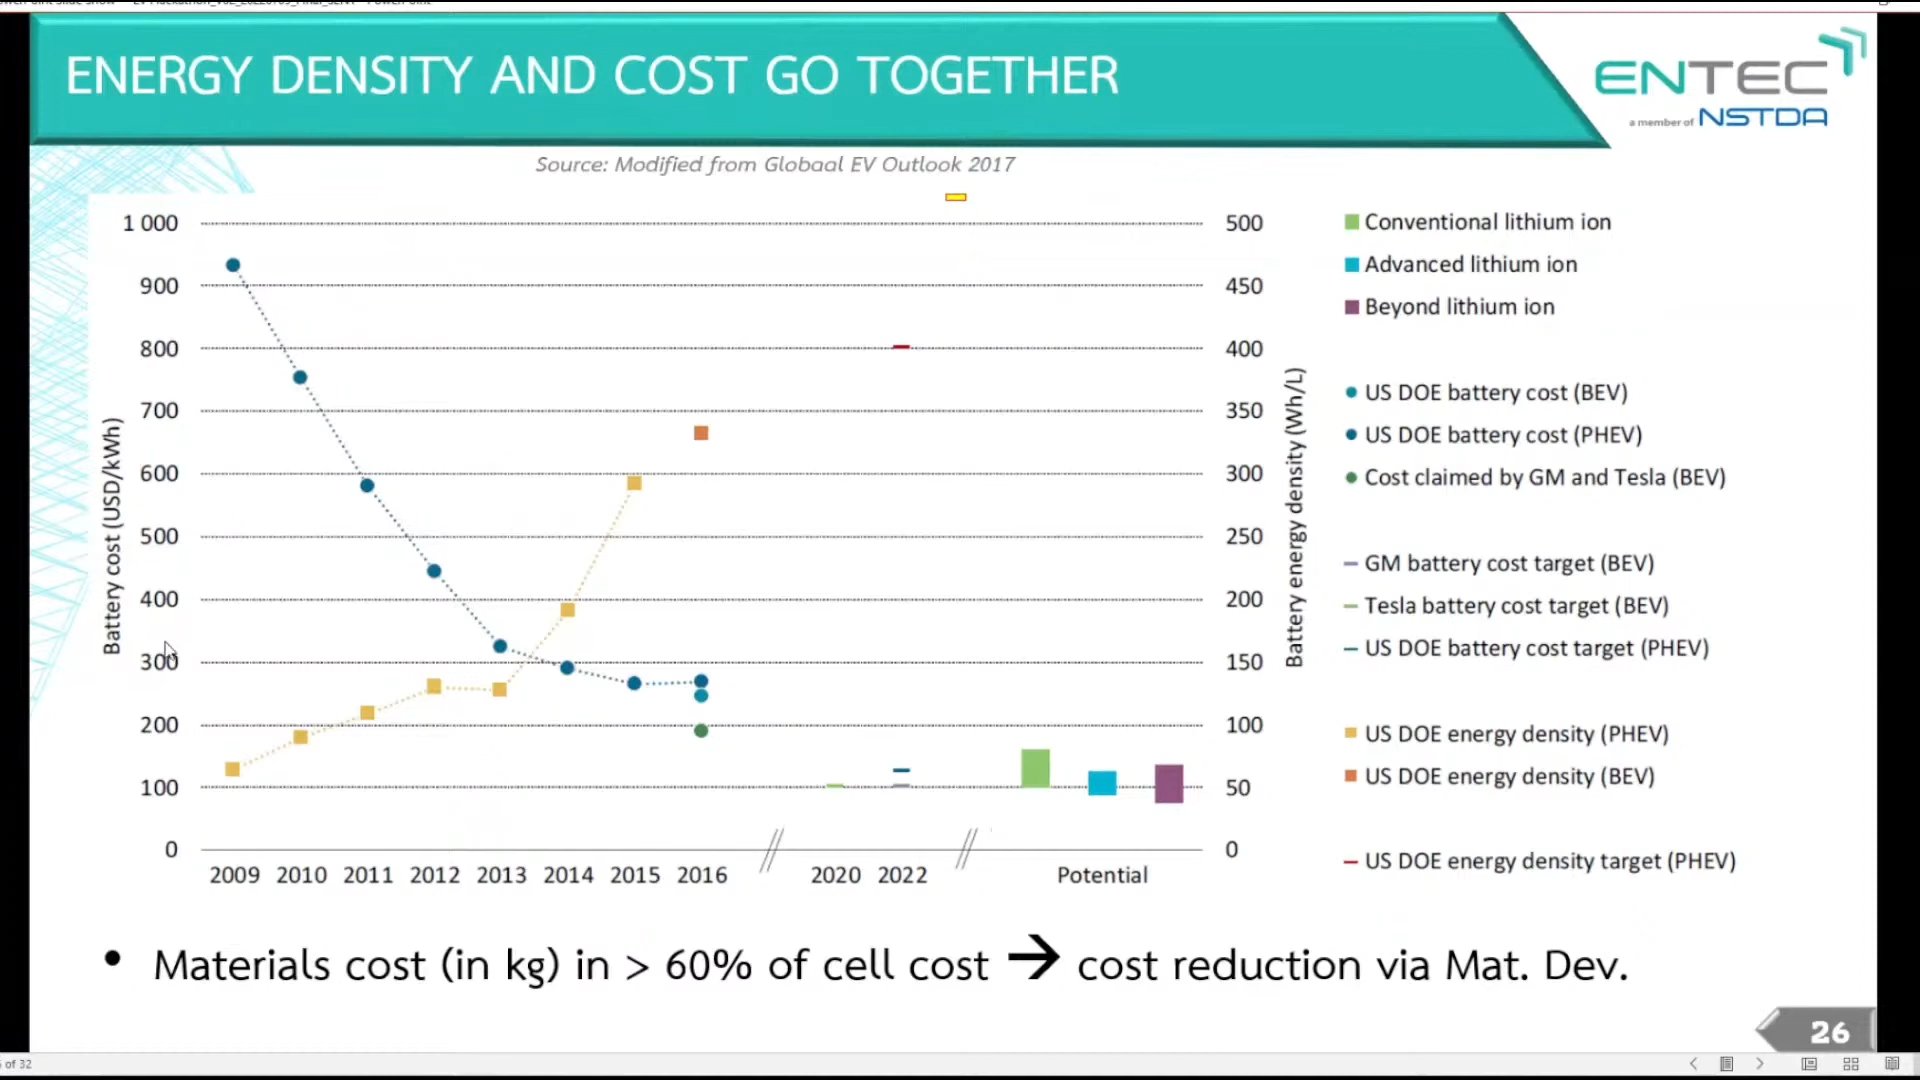 ENERGY DENSITY AND COST GO TOGETHER
ENTEC
a member of NSTDA
Source: Modified from Globaal EV Outlook 2017
1 000
900
800
700
600
500
400
300
200
100
0
Battery cost (USD/kWh)
500
450
400
350
300
250
200
150
100
50
0
Battery energy density (Wh/L)
2009 2010 2011 2012 2013 2014 2015 2016 2020 2022 Potential
Conventional lithium ion
Advanced lithium ion
Beyond lithium ion
US DOE battery cost (BEV)
US DOE battery cost (PHEV)
Cost claimed by GM and Tesla (BEV)
GM battery cost target (BEV)
Tesla battery cost target (BEV)
US DOE battery cost target (PHEV)
US DOE energy density (PHEV)
US DOE energy density (BEV)
US DOE energy density target (PHEV)
• Materials cost (in kg) in > 60% of cell cost → cost reduction via Mat. Dev.
26
of 32